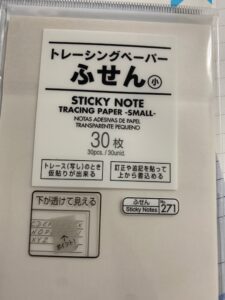 トレーシングペーパー
ふせん 小
STICKY NOTE
TRACING PAPER -SMALL-
NOTAS ADESIVAS DE PAPEL
TRANSPARENTE PEQUENO
30枚
30pcs. / 30unid.
トレース(写し)のとき
仮貼りが出来る
訂正や追記を貼って
上から書込める
下が透けて見える
ポイント!
ふせん
Sticky Notes
No.
271